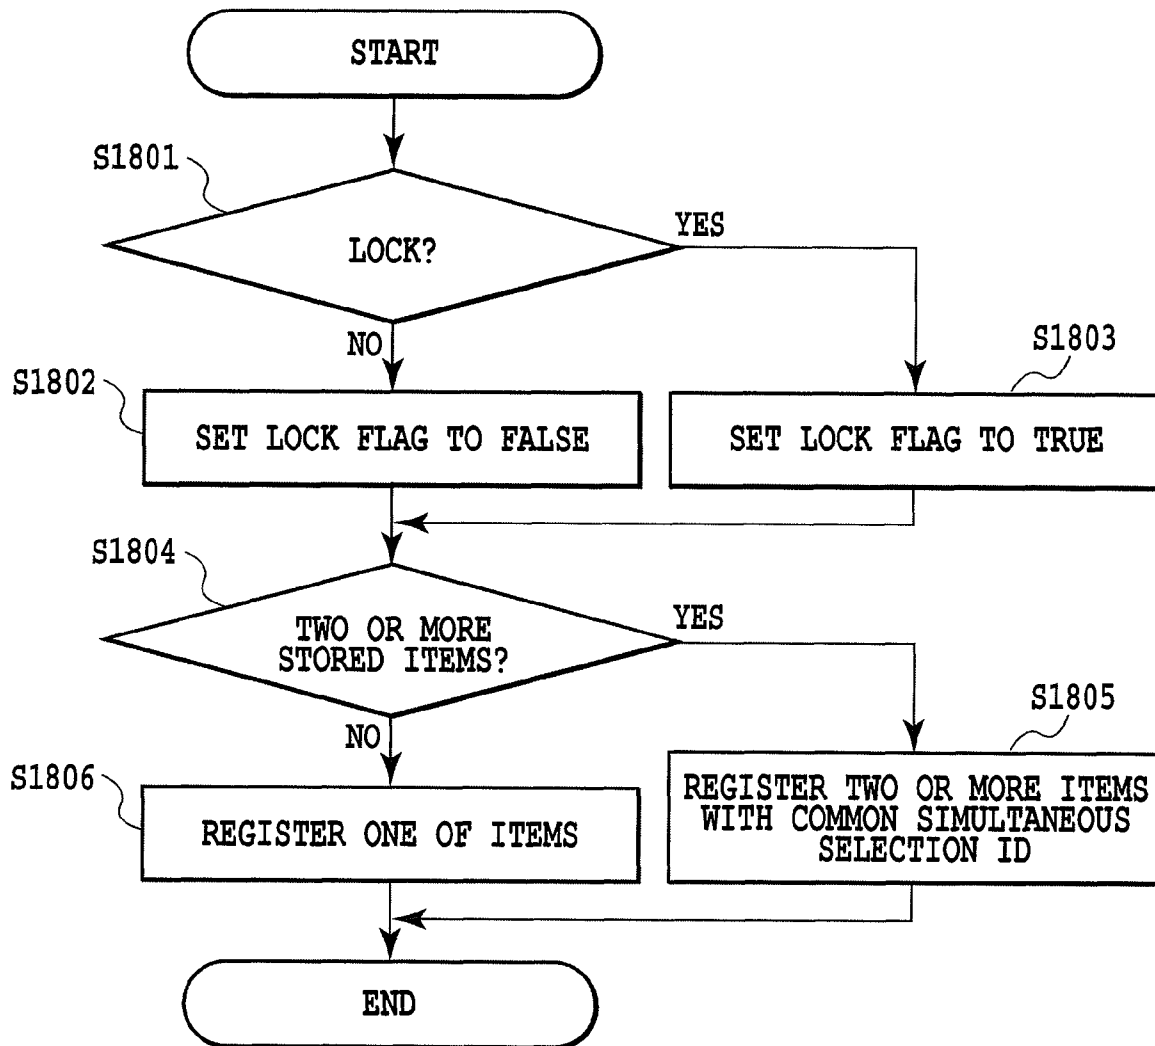 START
S1801
LOCK?
YES
NO
S1802
SET LOCK FLAG TO FALSE
S1803
SET LOCK FLAG TO TRUE
S1804
TWO OR MORE
STORED ITEMS?
YES
NO
S1805
REGISTER TWO OR MORE ITEMS
WITH COMMON SIMULTANEOUS
SELECTION ID
S1806
REGISTER ONE OF ITEMS
END